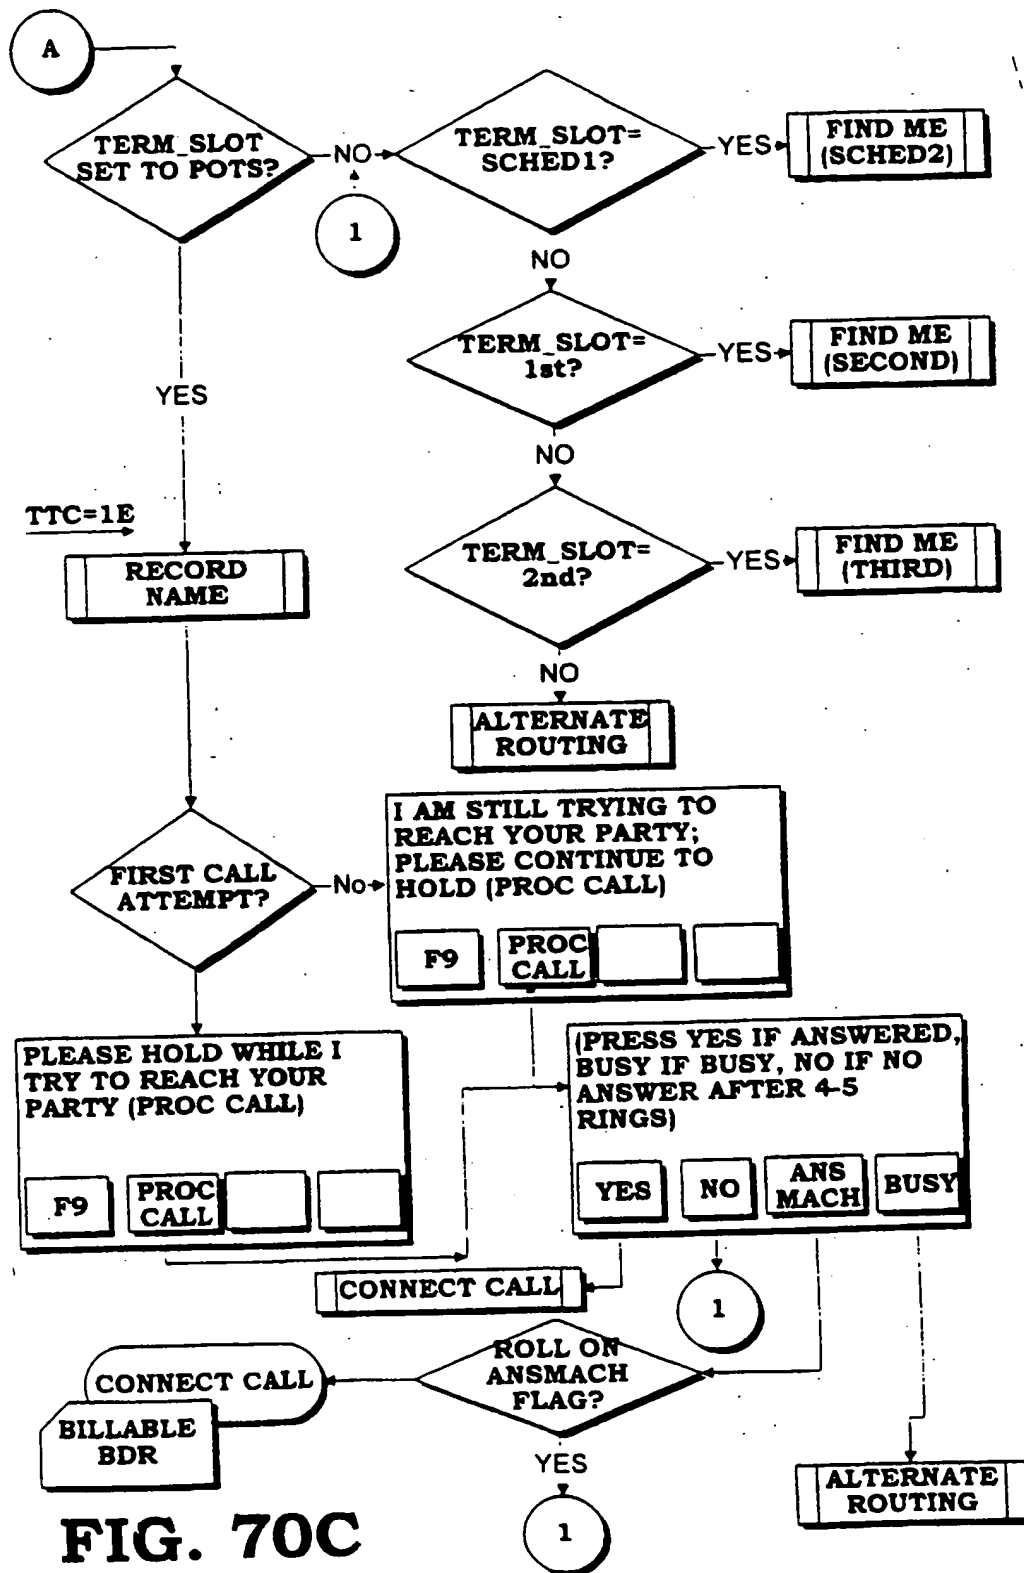 A
TERM_SLOT
SET TO POTS?
NO
1
TERM_SLOT=
SCHED1?
YES
FIND ME
(SCHED2)
NO
TERM_SLOT=
1st?
YES
FIND ME
(SECOND)
NO
YES
TERM_SLOT=
2nd?
YES
FIND ME
(THIRD)
TTC=1E
RECORD
NAME
NO
ALTERNATE
ROUTING
FIRST CALL
ATTEMPT?
No
I AM STILL TRYING TO
REACH YOUR PARTY;
PLEASE CONTINUE TO
HOLD (PROC CALL)
F9
PROC
CALL
PLEASE HOLD WHILE I
TRY TO REACH YOUR
PARTY (PROC CALL)
F9
PROC
CALL
(PRESS YES IF ANSWERED,
BUSY IF BUSY, NO IF NO
ANSWER AFTER 4-5
RINGS)
YES
NO
ANS
MACH
BUSY
CONNECT CALL
1
ROLL ON
ANSMACH
FLAG?
CONNECT CALL
BILLABLE
BDR
YES
1
ALTERNATE
ROUTING
FIG. 70C